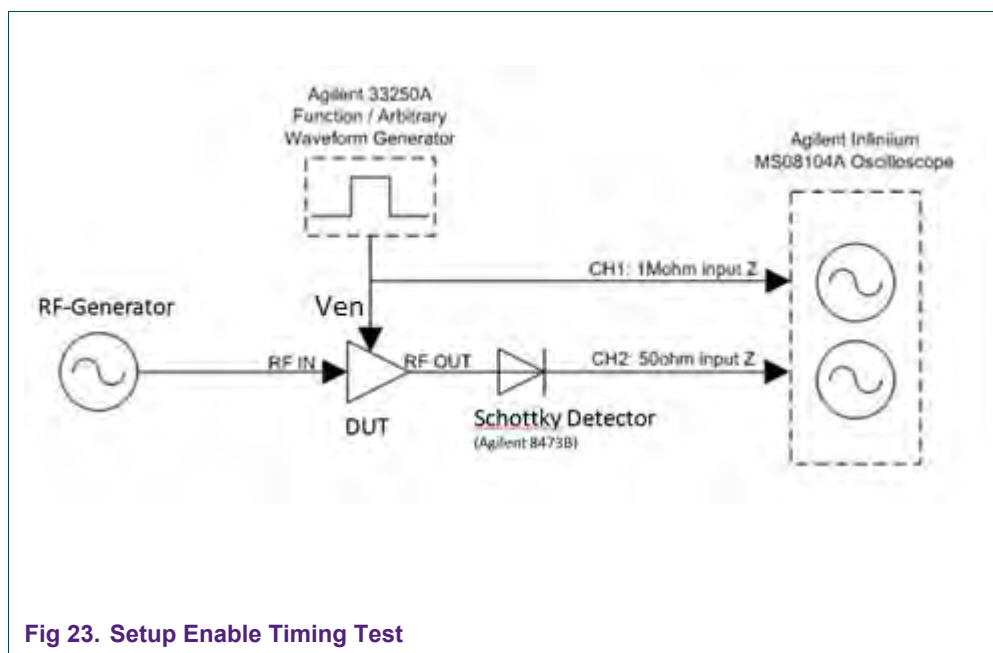 Agilent 33250A
Function / Arbitrary
Waveform Generator
Agilent Infiniium
MS08104A Oscilloscope
CH1: 1Mohm input Z
RF-Generator
Ven
RF IN
RF OUT
CH2: 50ohm input Z
DUT
Schottky Detector
(Agilent 8473B)
Fig 23. Setup Enable Timing Test